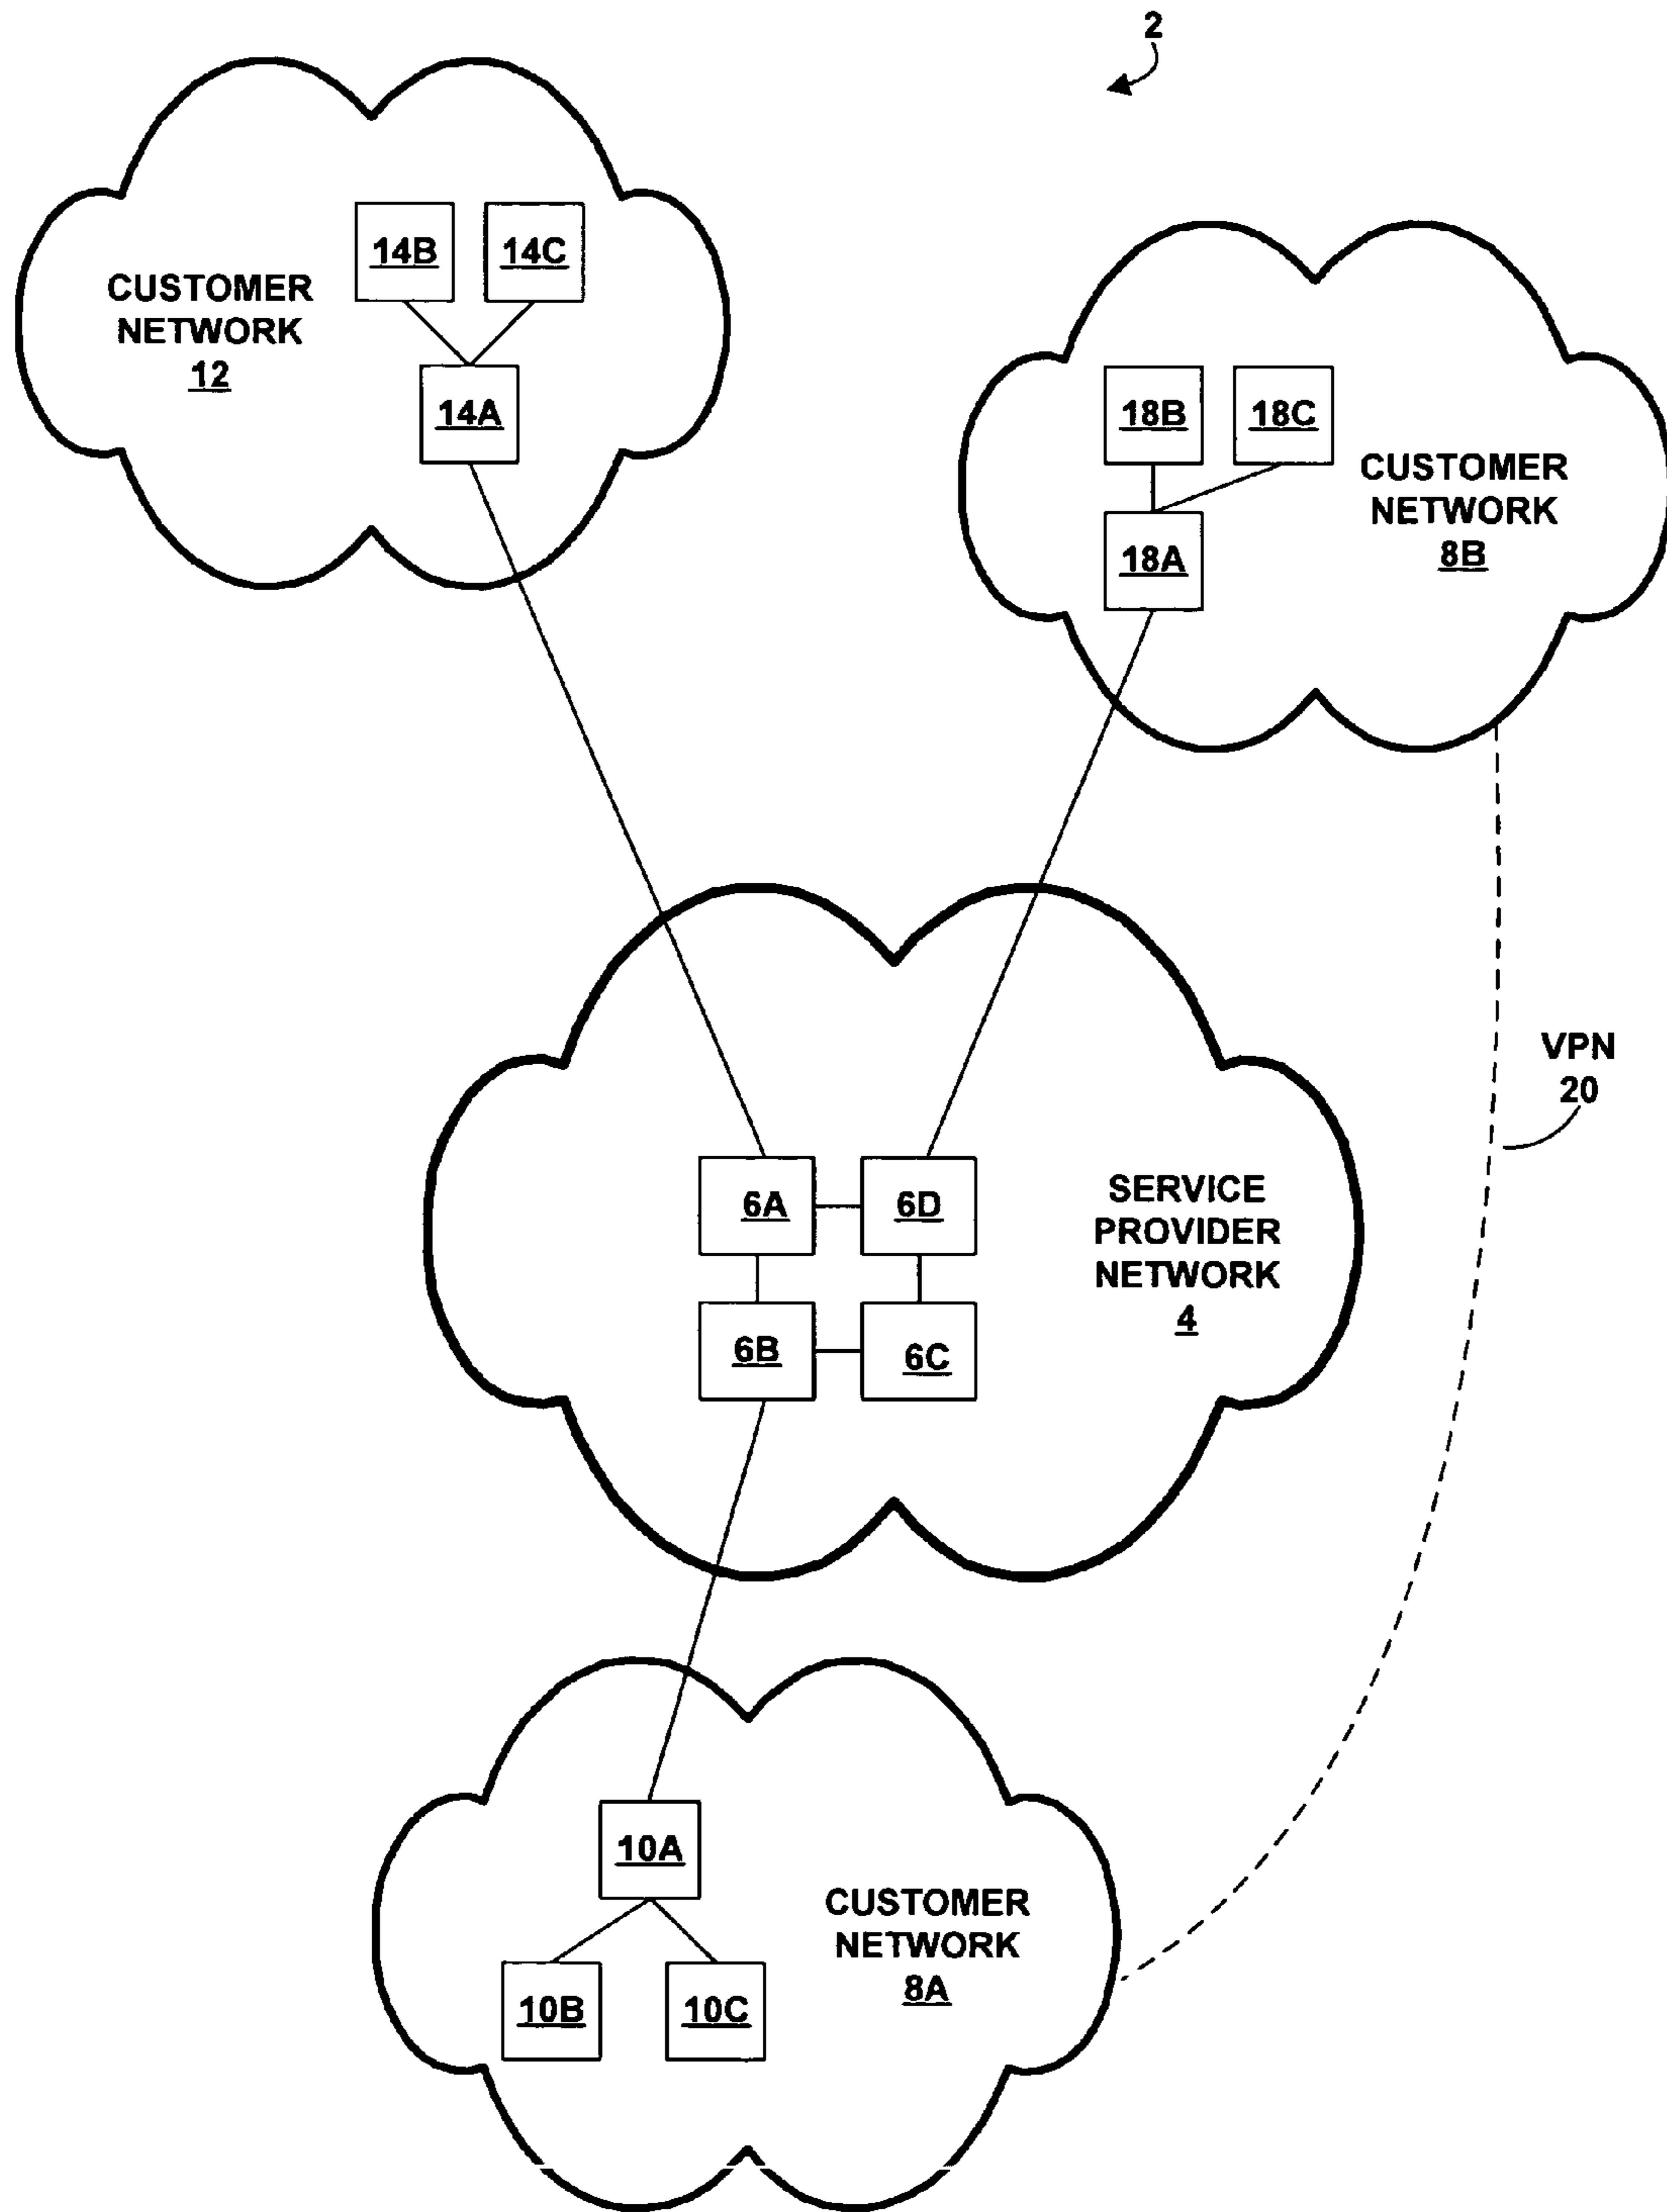 2
14B
14C
CUSTOMER
NETWORK
12
14A
18B
18C
CUSTOMER
NETWORK
8B
18A
VPN
20
6A
6D
SERVICE
PROVIDER
NETWORK
4
6B
6C
10A
CUSTOMER
NETWORK
8A
10B
10C